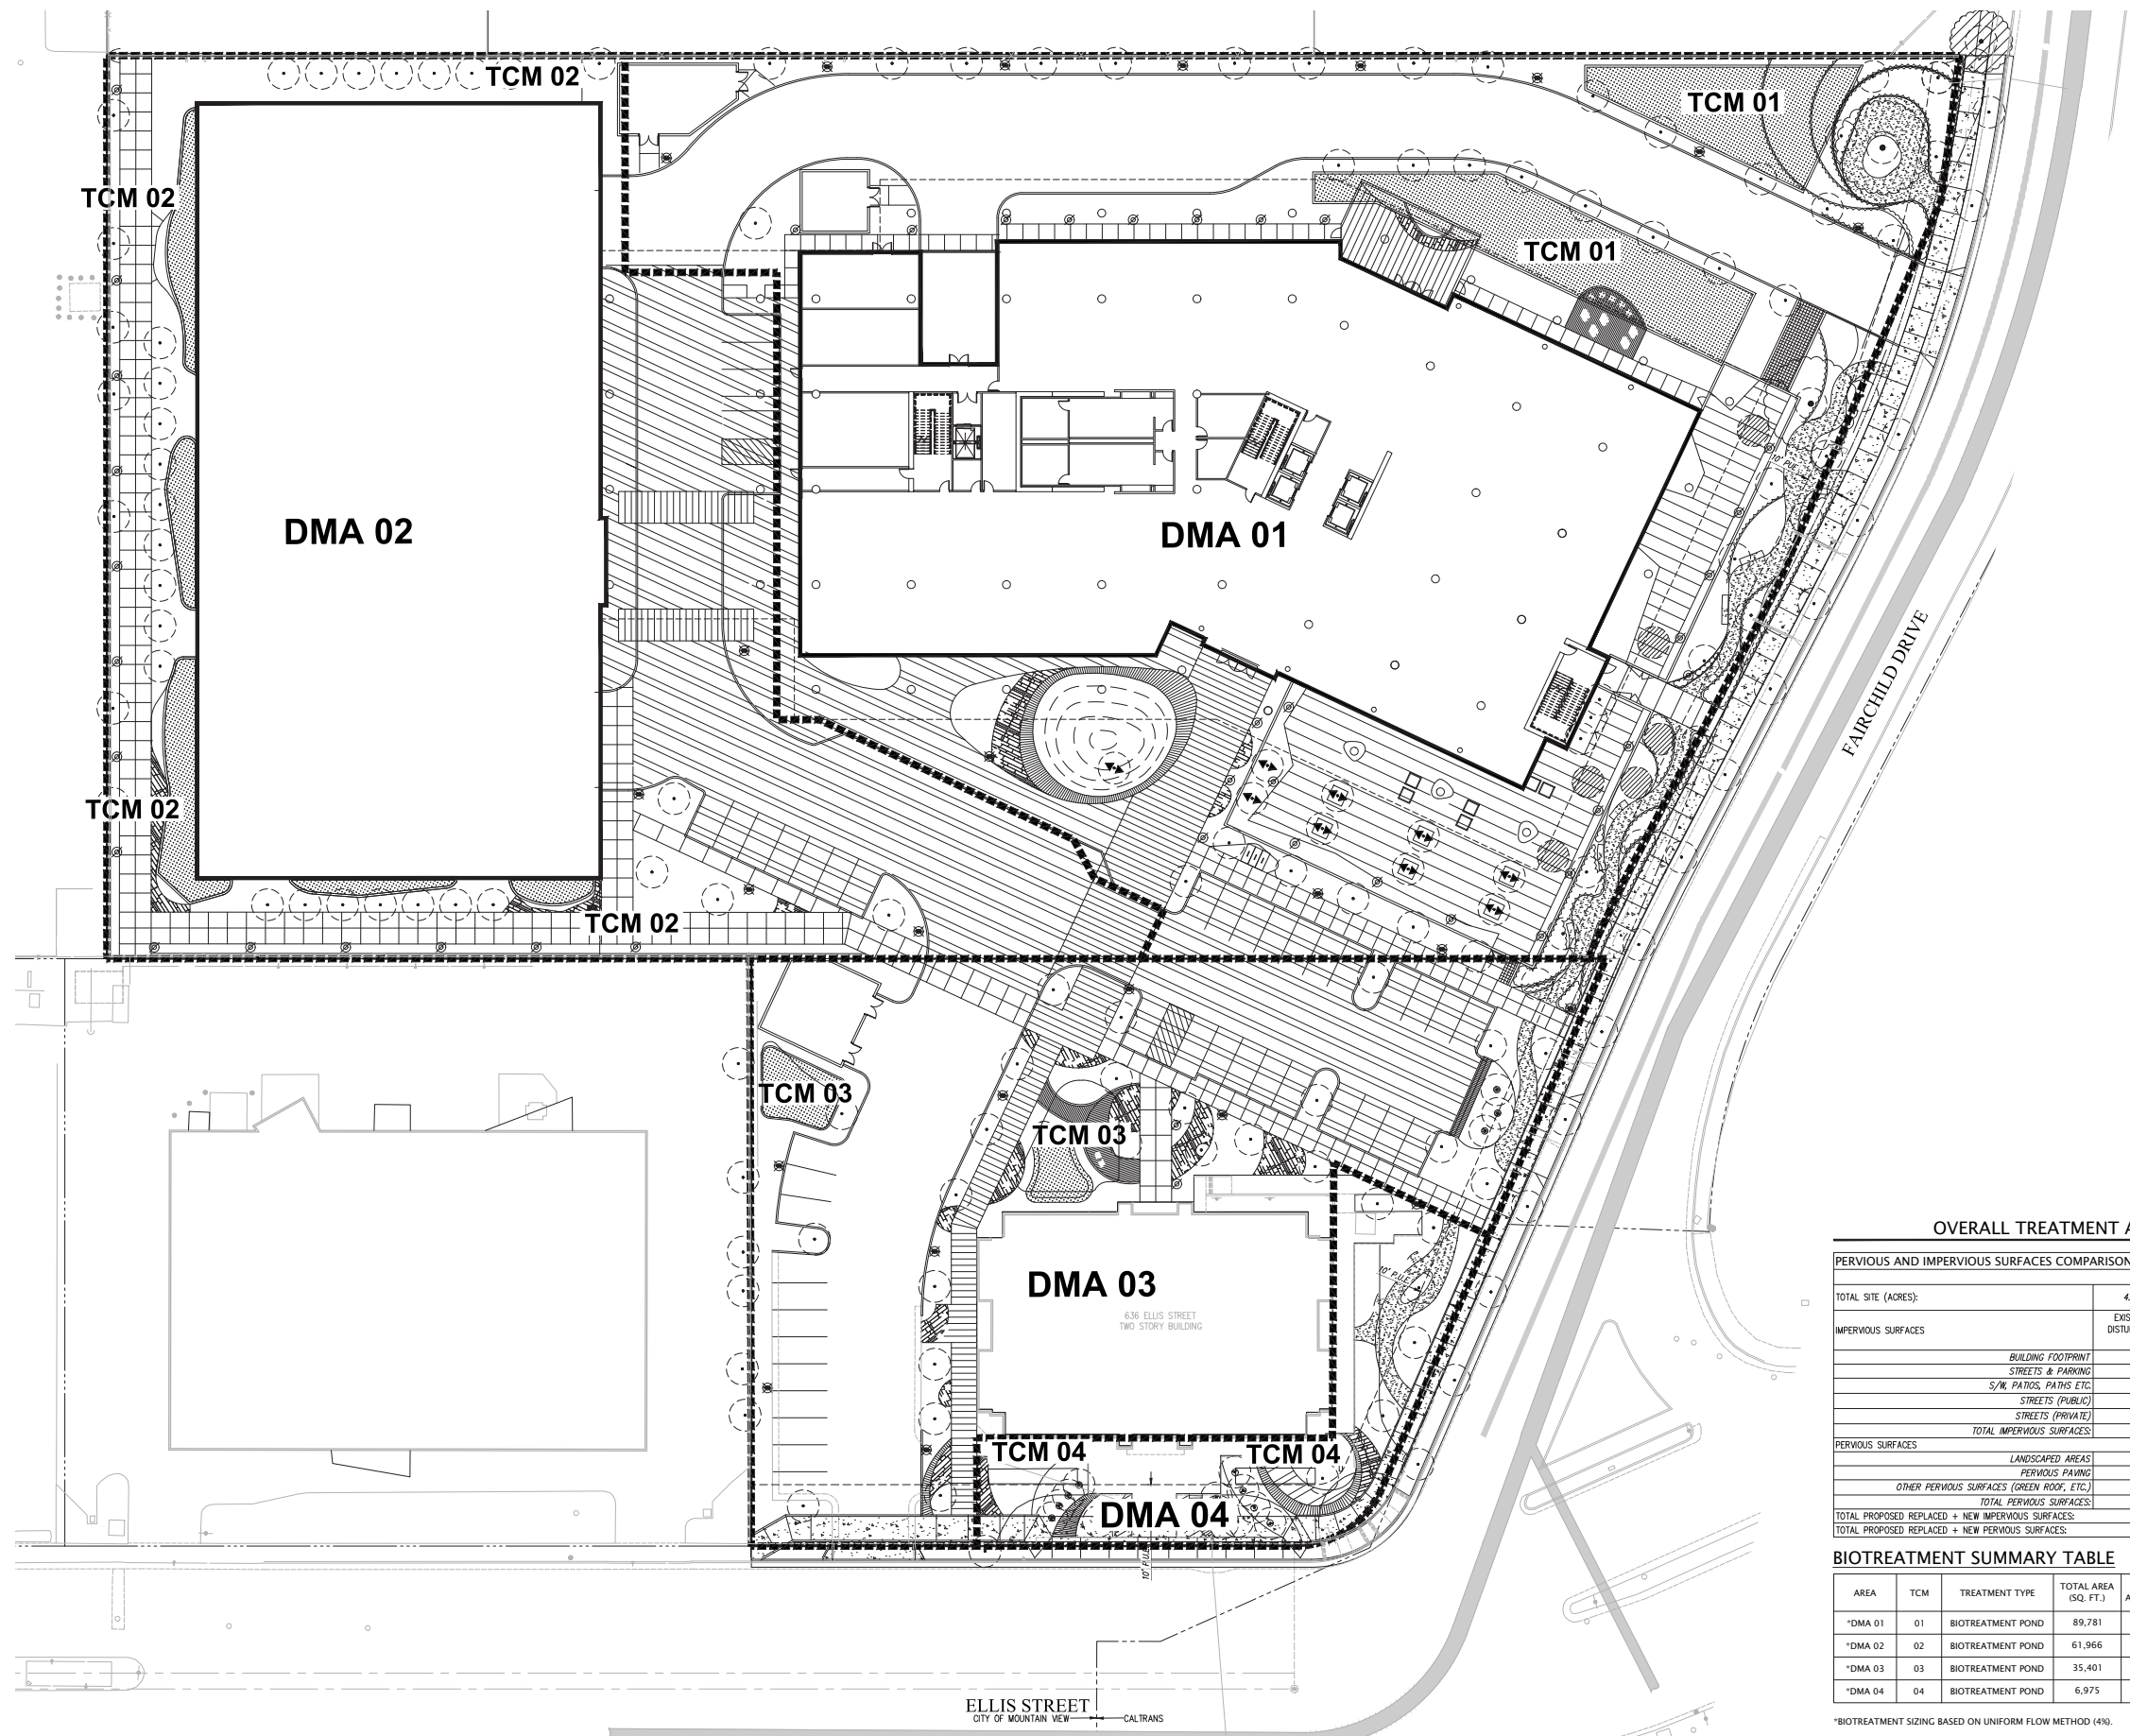 TCM 02
TCM 01
TCM 02
TCM 01
DMA 02
DMA 01
FAIRCHILD DRIVE
TCM 02
TCM 02
TCM 03
TCM 03
DMA 03
636 ELLIS STREET
TWO STORY BUILDING
10' P.U.E.
TCM 04
TCM 04
DMA 04
10' P.U.E.
ELLIS STREET
CITY OF MOUNTAIN VIEW
CALTRANS
OVERALL TREATMENT A
PERVIOUS AND IMPERVIOUS SURFACES COMPARISON
TOTAL SITE (ACRES): 4.
IMPERVIOUS SURFACES
EXIS
DISTU
BUILDING FOOTPRINT
STREETS & PARKING
S/W, PATIOS, PATHS ETC.
STREETS (PUBLIC)
STREETS (PRIVATE)
TOTAL IMPERVIOUS SURFACES:
PERVIOUS SURFACES
LANDSCAPED AREAS
PERVIOUS PAVING
OTHER PERVIOUS SURFACES (GREEN ROOF, ETC.)
TOTAL PERVIOUS SURFACES:
TOTAL PROPOSED REPLACED + NEW IMPERVIOUS SURFACES:
TOTAL PROPOSED REPLACED + NEW PERVIOUS SURFACES:
BIOTREATMENT SUMMARY TABLE
AREA TCM TREATMENT TYPE TOTAL AREA (SQ. FT.) A
*DMA 01 01 BIOTREATMENT POND 89,781
*DMA 02 02 BIOTREATMENT POND 61,966
*DMA 03 03 BIOTREATMENT POND 35,401
*DMA 04 04 BIOTREATMENT POND 6,975
*BIOTREATMENT SIZING BASED ON UNIFORM FLOW METHOD (4%).